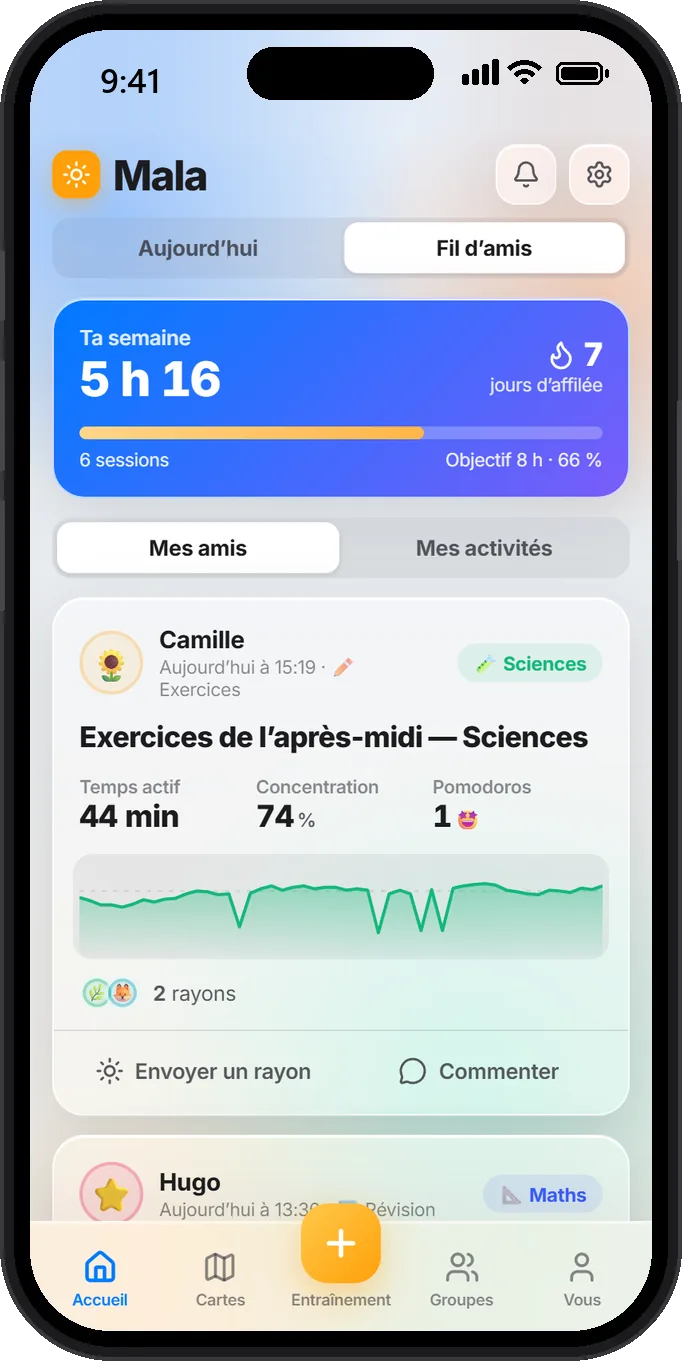 9:41
Mala
Aujourd’hui
Fil d’amis
Ta semaine
5 h 16
7
jours d’affilée
6 sessions
Objectif 8 h · 66 %
Mes amis
Mes activités
Camille
Aujourd’hui à 15:19 ·
Exercices
Sciences
Exercices de l’après-midi — Sciences
Temps actif
Concentration
Pomodoros
44 min
74 %
1
2 rayons
Envoyer un rayon
Commenter
Hugo
Aujourd’hui à 13:30
Révision
Maths
Accueil
Cartes
Entraînement
Groupes
Vous